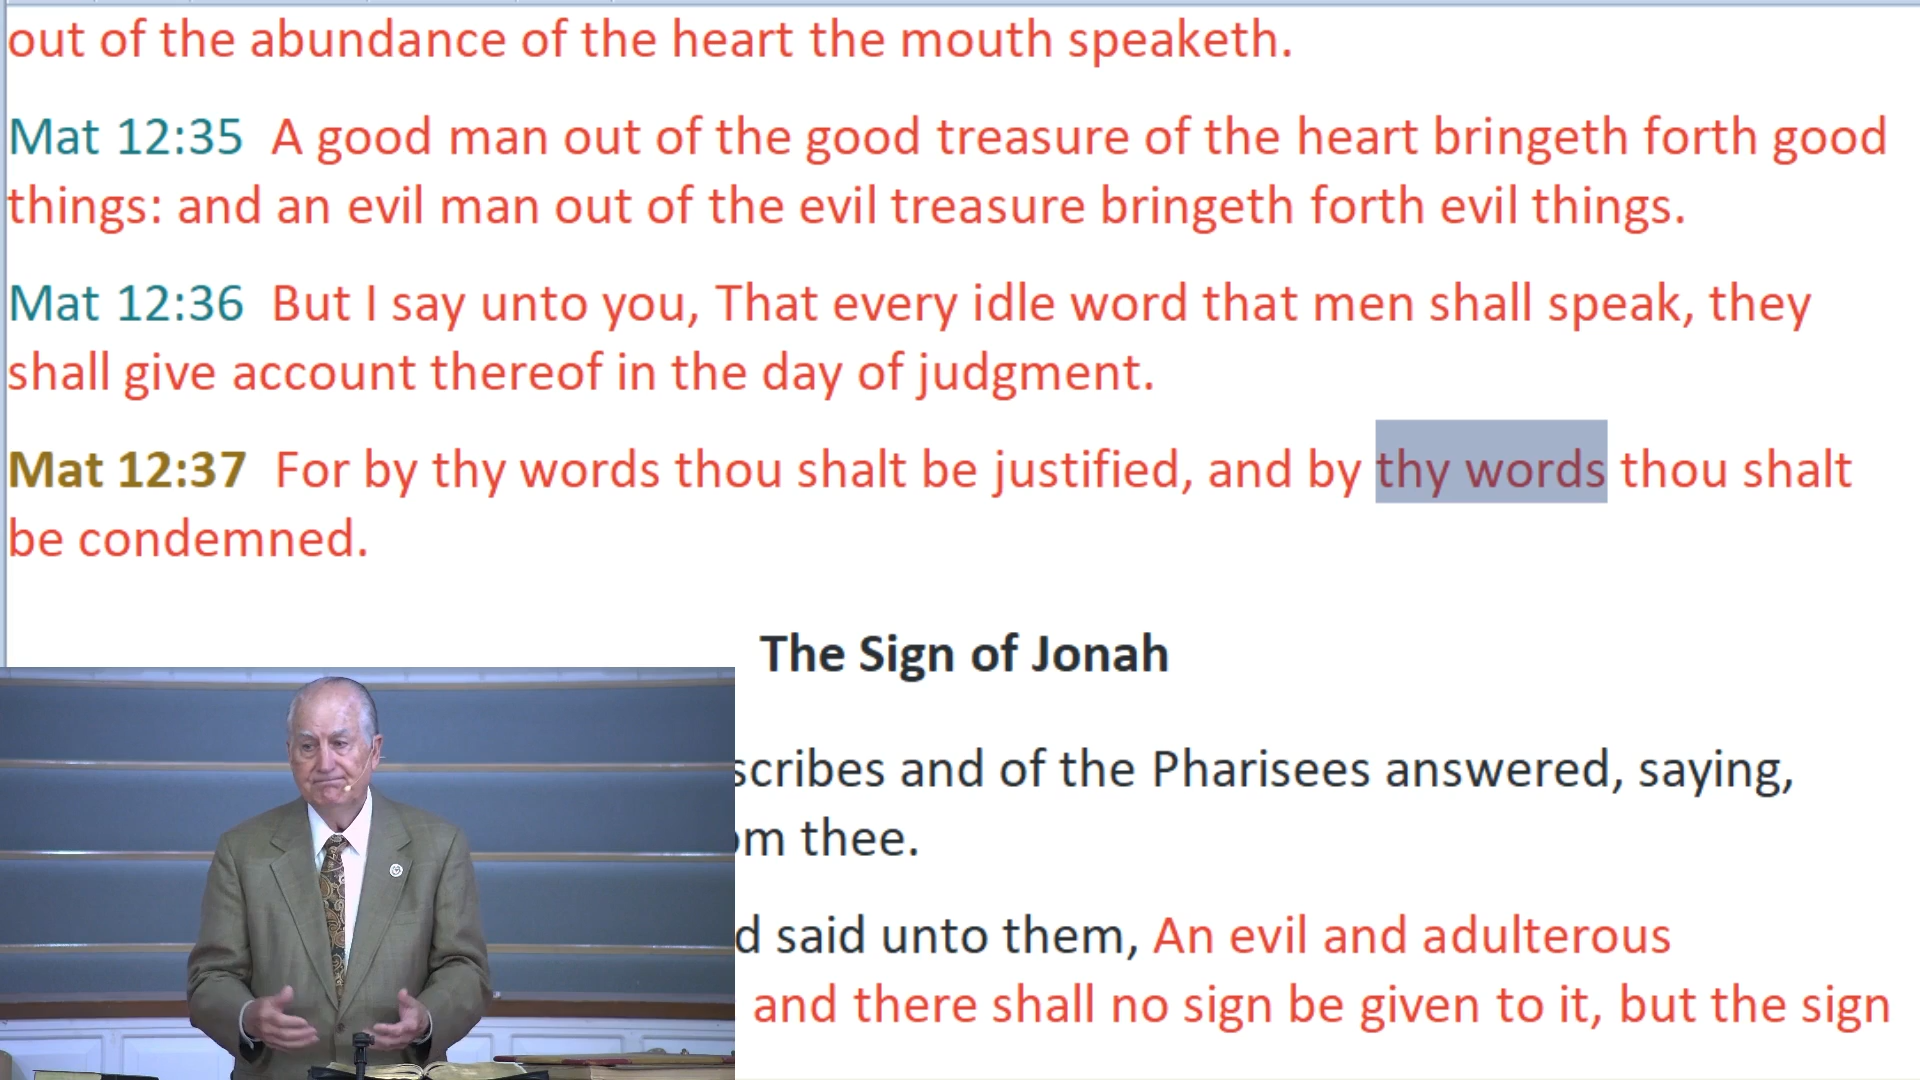 out of the abundance of the heart the mouth speaketh.
Mat 12:35 A good man out of the good treasure of the heart bringeth forth good
things: and an evil man out of the evil treasure bringeth forth evil things.
Mat 12:36 But I say unto you, That every idle word that men shall speak, they
shall give account thereof in the day of judgment.
Mat 12:37 For by thy words thou shalt be justified, and by thy words thou shalt
be condemned.
The Sign of Jonah
scribes and of the Pharisees answered, saying,
om thee.
d said unto them, An evil and adulterous
and there shall no sign be given to it, but the sign